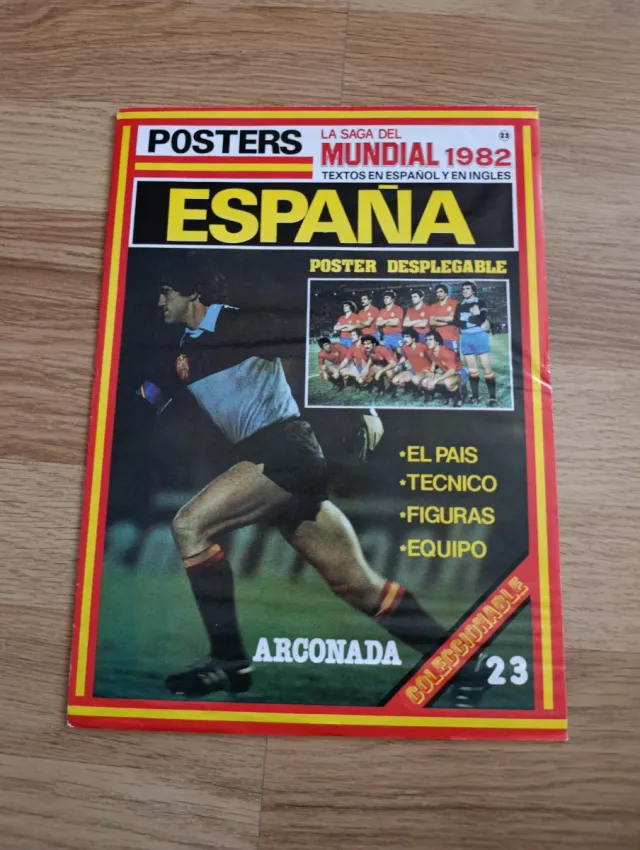 POSTERS
LA SAGA DEL
MUNDIAL 1982
TEXTOS EN ESPAÑOL Y EN INGLES
23
ESPAÑA
POSTER DESPLEGABLE
*EL PAIS
*TECNICO
*FIGURAS
*EQUIPO
ARCONADA
COLECCIONABLE
23